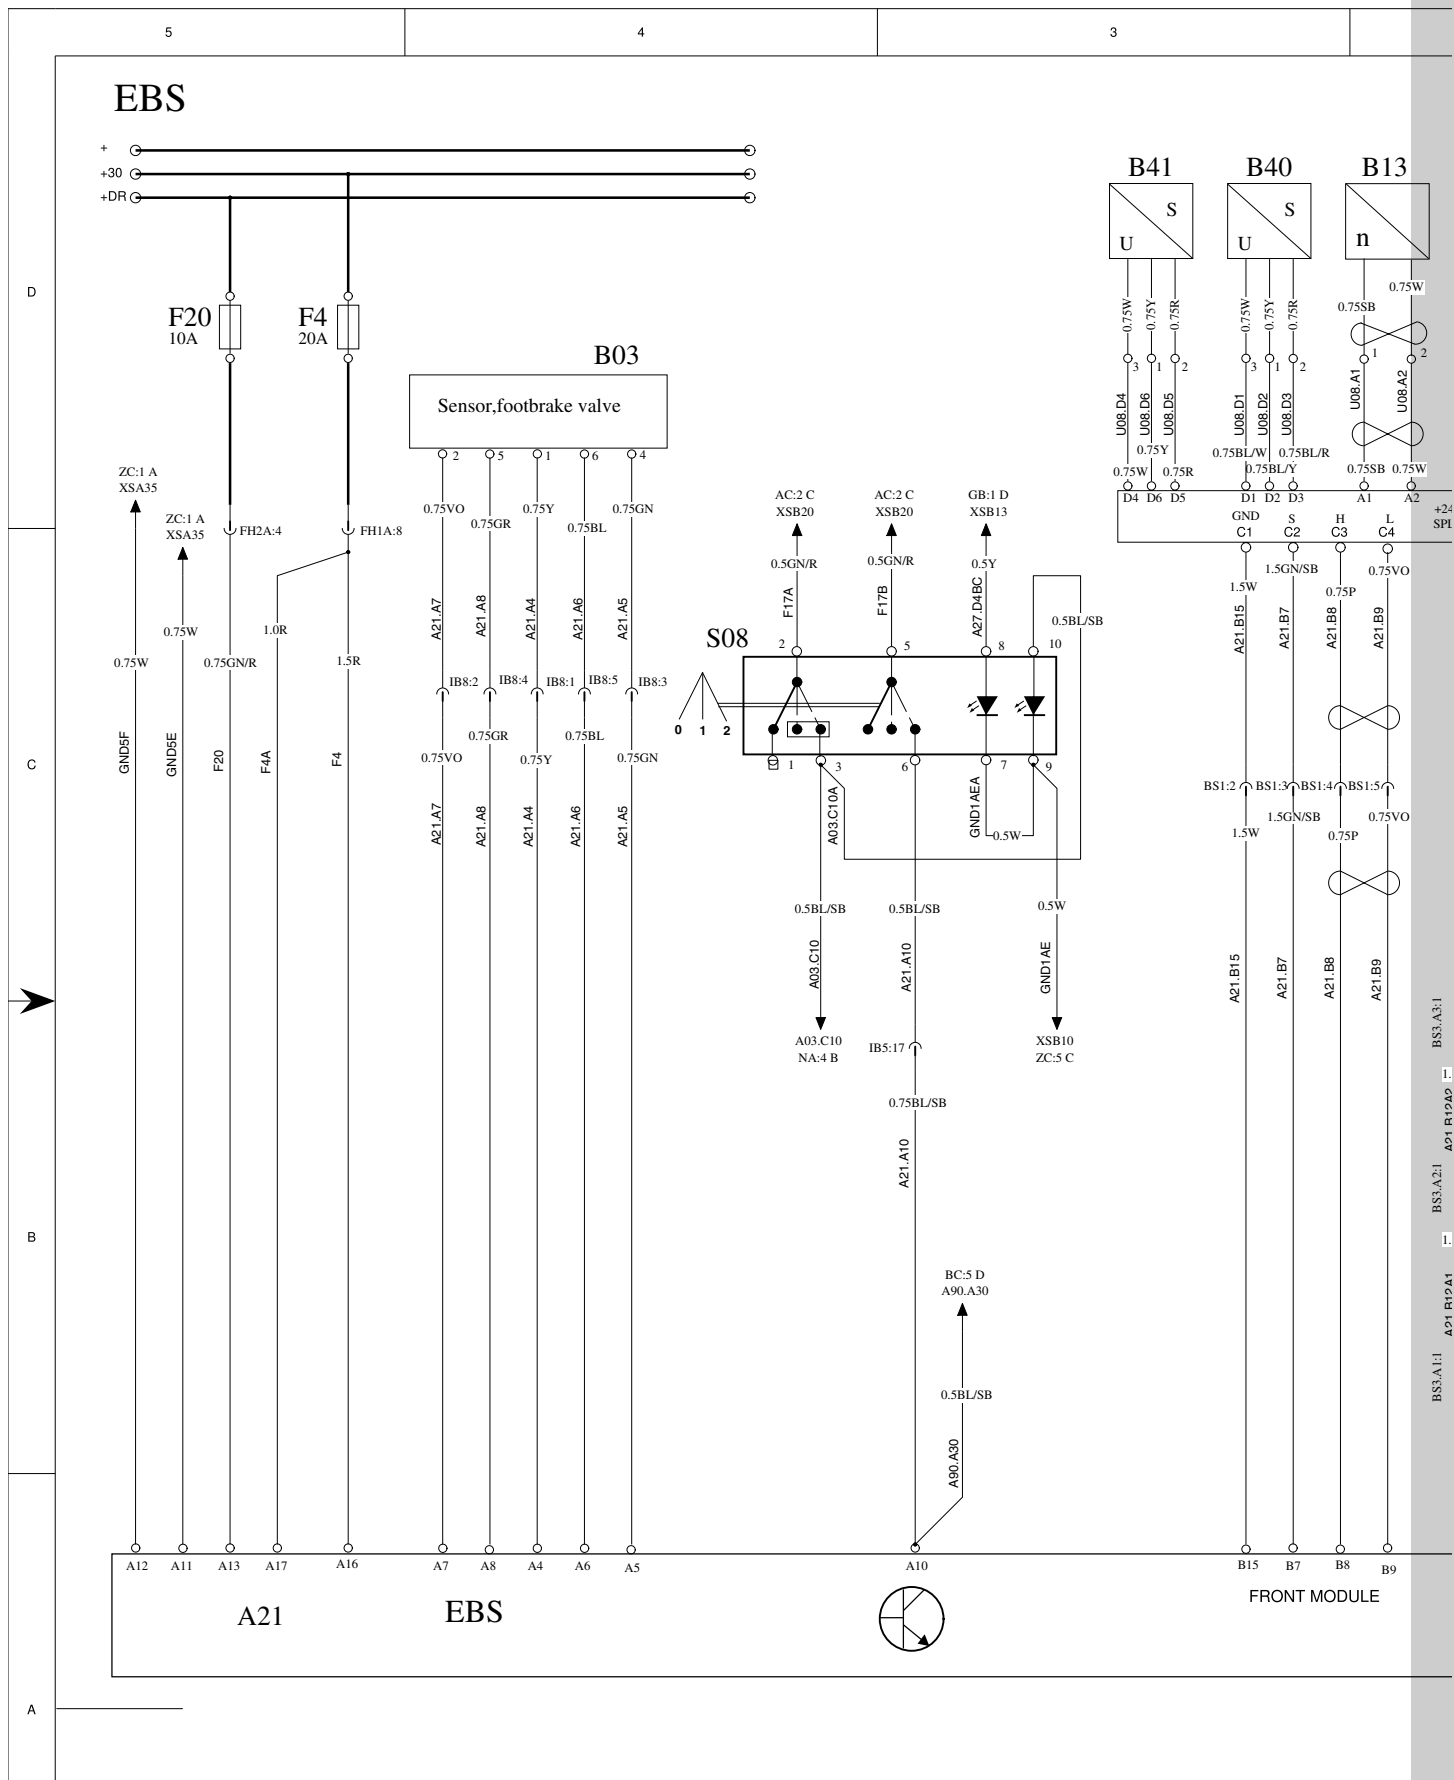 5 4 3
EBS
+
+30
+DR
B41 B40 B13
S S
U U n
D
0.75W
0.75SB
0.75W 0.75Y 0.75R 0.75W 0.75Y 0.75R
F20 F4
10A 20A
B03
1 2
3 1 2 3 1 2
Sensor,footbrake valve
U08.D4 U08.D6 U08.D5 U08.D1 U08.D2 U08.D3 U08.A1 U08.A2
2 5 1 6 4
0.75Y 0.75BL/W 0.75BL/R
0.75W 0.75R 0.75BL/Y 0.75SB 0.75W
ZC:1 A
XSA35
D4 D6 D5 D1 D2 D3 A1 A2
AC:2 C AC:2 C GB:1 D
XSB20 XSB20 XSB13
0.75VO 0.75GR 0.75Y 0.75BL 0.75GN
ZC:1 A
XSA35
FH2A:4 FH1A:8
GND S H L
C1 C2 C3 C4
0.5GN/R 0.5GN/R 0.5Y
1.5W 1.5GN/SB 0.75P 0.75VO
F17A F17B A27.D4BC
0.5BL/SB
A21.A7 A21.A8 A21.A4 A21.A6 A21.A5
A21.B15 A21.B7 A21.B8 A21.B9
0.75W 1.0R
S08
2 5 8 10
0.75W 0.75GN/R 1.5R
IB8:2 IB8:4 IB8:1 IB8:5 IB8:3
0 1 2
0.75VO 0.75GR 0.75Y 0.75BL 0.75GN
C
GND5F GND5E F20 F4A F4
1 3 6 7 9
BS1:2 BS1:3 BS1:4 BS1:5
A03.C10A GND1AEA
0.5W
1.5W 1.5GN/SB 0.75P 0.75VO
A21.A7 A21.A8 A21.A4 A21.A6 A21.A5
0.5BL/SB 0.5BL/SB 0.5W
A03.C10 A21.A10 GND1AE
A21.B15 A21.B7 A21.B8 A21.B9
BS3.A3:1
A03.C10
NA:4 B
IB5:17
XSB10
ZC:5 C
1.
0.75BL/SB
A21.B12A2
A21.A10
BS3.A2:1
B
1.
BC:5 D
A90.A30
A21.B12A1
BS3.A1:1
0.5BL/SB
A90.A30
A12 A11 A13 A17 A16 A7 A8 A4 A6 A5 A10 B15 B7 B8 B9
A21 EBS
FRONT MODULE
A